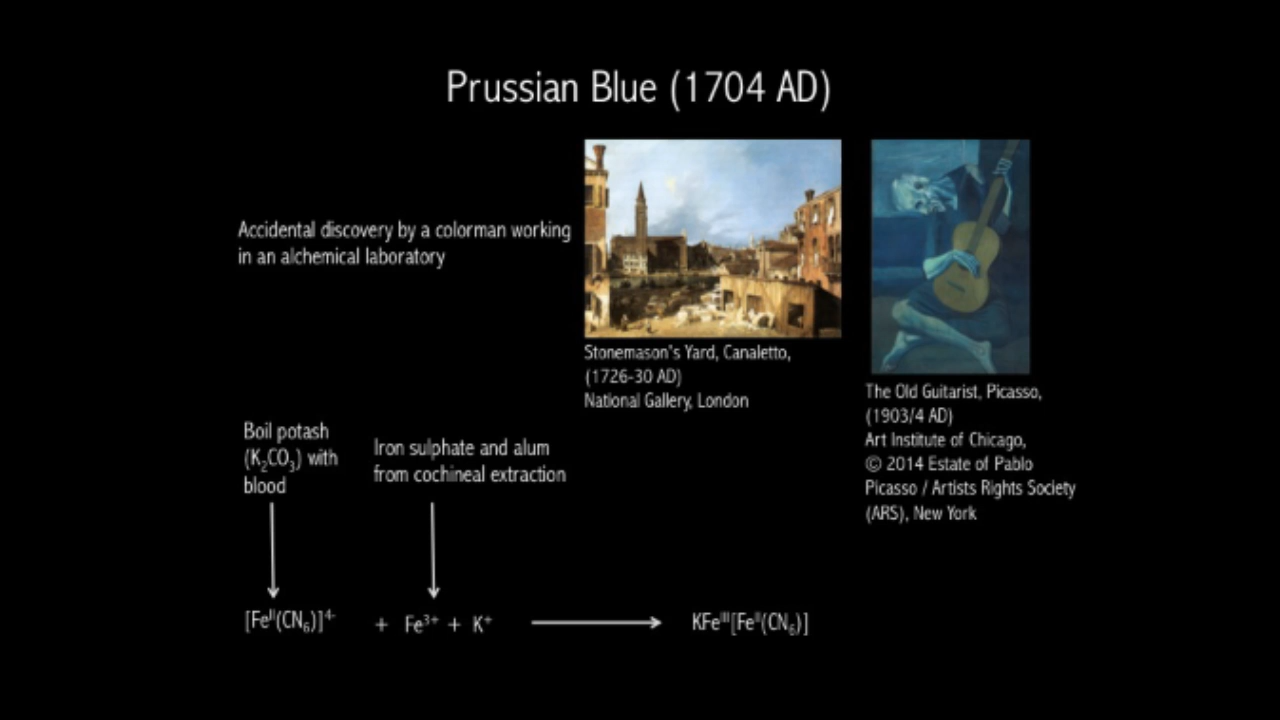 Prussian Blue (1704 AD)
Accidental discovery by a colorman working
in an alchemical laboratory
Stonemason's Yard, Canaletto,
(1726-30 AD)
National Gallery, London
The Old Guitarist, Picasso,
(1903/4 AD)
Art Institute of Chicago,
© 2014 Estate of Pablo
Picasso / Artists Rights Society
(ARS), New York
Boil potash
(K₂CO₃) with
blood
Iron sulphate and alum
from cochineal extraction
[Feᴵᴵ(CN₆)]⁴⁻ + Fe³⁺ + K⁺ → KFeᴵᴵᴵ[Feᴵᴵ(CN₆)]